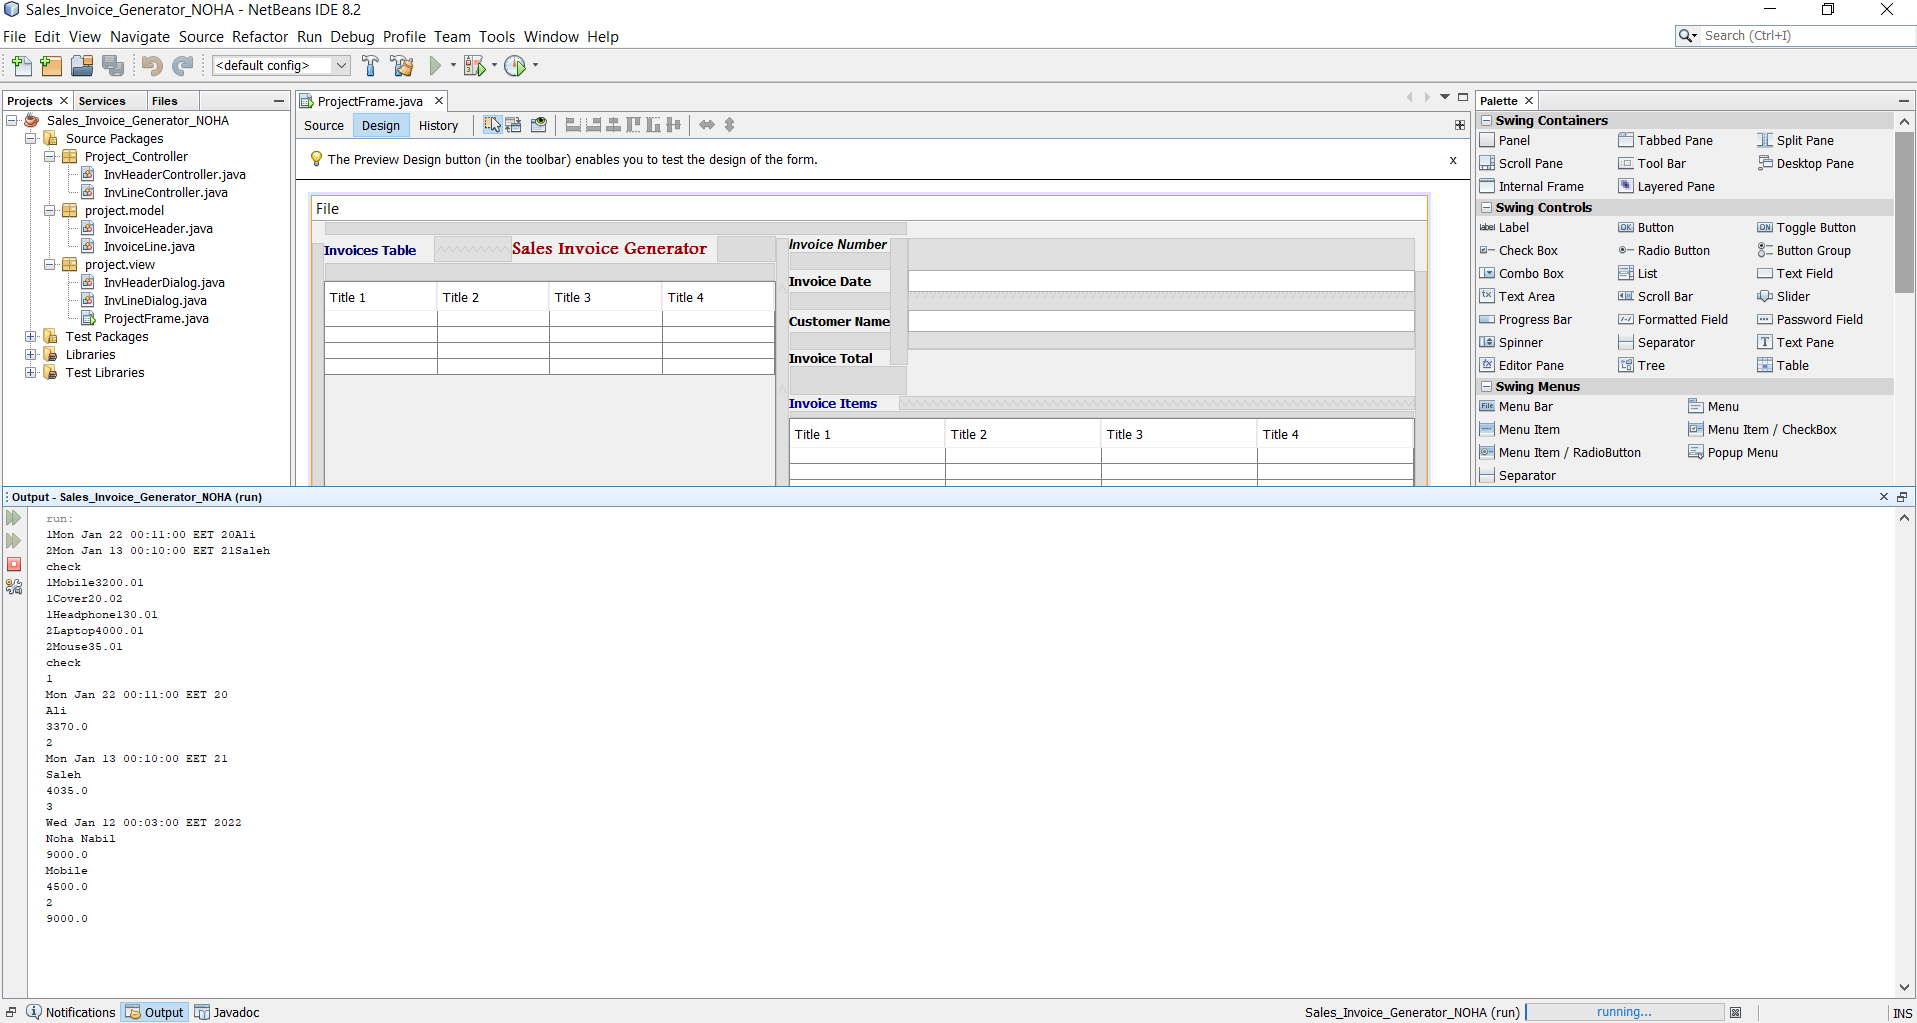 Sales_Invoice_Generator_NOHA - NetBeans IDE 8.2
File Edit View Navigate Source Refactor Run Debug Profile Team Tools Window Help
Search (Ctrl+I)
<default config>
Projects Services Files
Sales_Invoice_Generator_NOHA
Source Packages
Project_Controller
InvHeaderController.java
InvLineController.java
project.model
InvoiceHeader.java
InvoiceLine.java
project.view
InvHeaderDialog.java
InvLineDialog.java
ProjectFrame.java
Test Packages
Libraries
Test Libraries
ProjectFrame.java
Source Design History
The Preview Design button (in the toolbar) enables you to test the design of the form.
x
File
Invoices Table
Sales Invoice Generator
Title 1 Title 2 Title 3 Title 4
Invoice Number
Invoice Date
Customer Name
Invoice Total
Invoice Items
Title 1 Title 2 Title 3 Title 4
Palette
Swing Containers
Panel Tabbed Pane Split Pane
Scroll Pane Tool Bar Desktop Pane
Internal Frame Layered Pane
Swing Controls
label Label OK Button ON Toggle Button
Check Box Radio Button Button Group
Combo Box List Text Field
Text Area Scroll Bar Slider
Progress Bar Formatted Field Password Field
Spinner Separator Text Pane
Editor Pane Tree Table
Swing Menus
File Menu Bar Menu
Menu Item Menu Item / CheckBox
Menu Item / RadioButton Popup Menu
Separator
Output - Sales_Invoice_Generator_NOHA (run)
run:
1Mon Jan 22 00:11:00 EET 20Ali
2Mon Jan 13 00:10:00 EET 21Saleh
check
1Mobile3200.01
1Cover20.02
1Headphone130.01
2Laptop4000.01
2Mouse35.01
check
1
Mon Jan 22 00:11:00 EET 20
Ali
3370.0
2
Mon Jan 13 00:10:00 EET 21
Saleh
4035.0
3
Wed Jan 12 00:03:00 EET 2022
Noha Nabil
9000.0
Mobile
4500.0
2
9000.0
Notifications Output Javadoc
Sales_Invoice_Generator_NOHA (run) running... INS